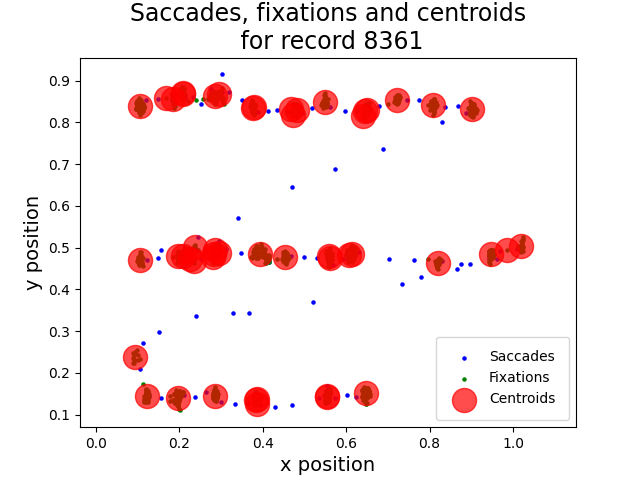 Saccades, fixations and centroids
for record 8361
y position
0.9
0.8
0.7
0.6
0.5
0.4
0.3
0.2
0.1
Saccades
Fixations
Centroids
0.0 0.2 0.4 0.6 0.8 1.0
x position